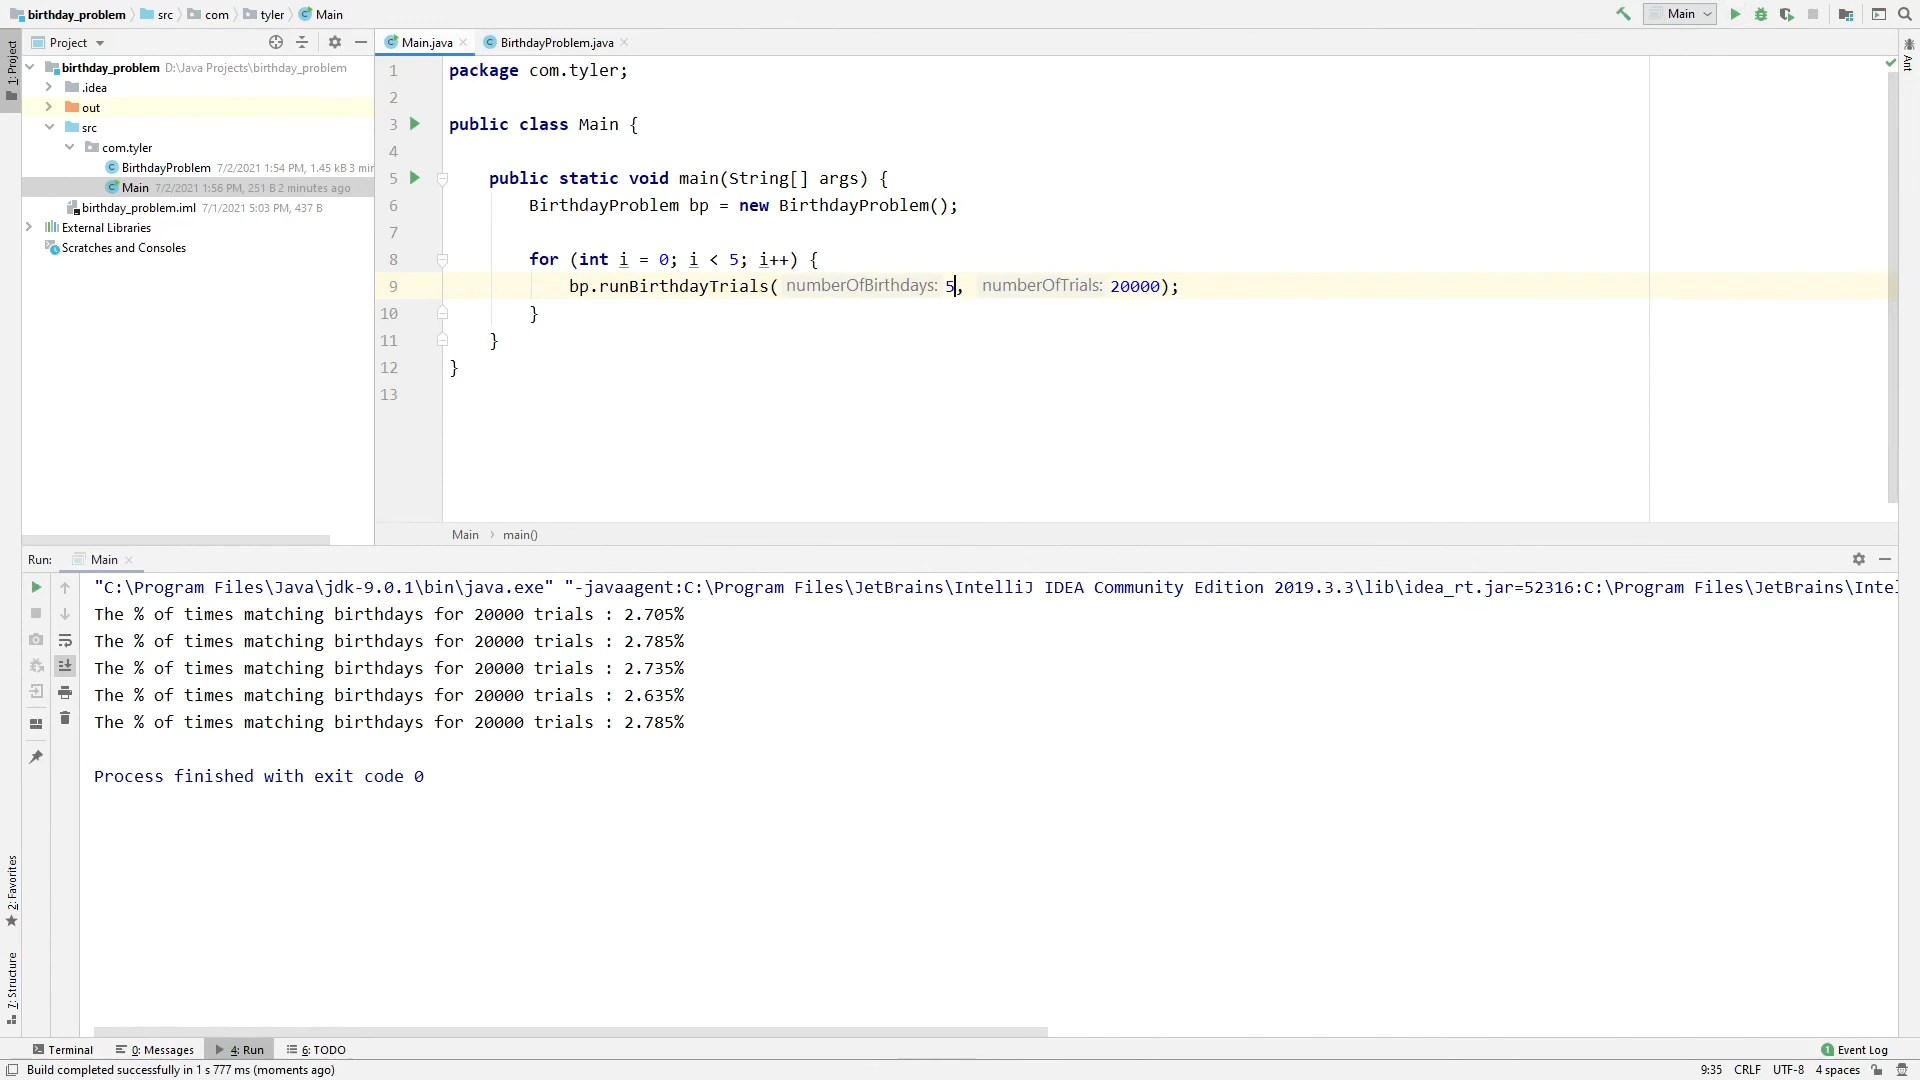 birthday_problem src com tyler Main Main
Project
Main.java BirthdayProblem.java
1: Project
birthday_problem D:\Java Projects\birthday_problem
.idea
out
src
com.tyler
BirthdayProblem 7/2/2021 1:54 PM, 1.45 kB 3 mir
Main 7/2/2021 1:56 PM, 251 B 2 minutes ago
birthday_problem.iml 7/1/2021 5:03 PM, 437 B
External Libraries
Scratches and Consoles
1 package com.tyler;
2
3 public class Main {
4
5 public static void main(String[] args) {
6 BirthdayProblem bp = new BirthdayProblem();
7
8 for (int i = 0; i < 5; i++) {
9 bp.runBirthdayTrials( numberOfBirthdays: 5, numberOfTrials: 20000);
10 }
11 }
12 }
13
Ant
Main main()
Run: Main
"C:\Program Files\Java\jdk-9.0.1\bin\java.exe" "-javaagent:C:\Program Files\JetBrains\IntelliJ IDEA Community Edition 2019.3.3\lib\idea_rt.jar=52316:C:\Program Files\JetBrains\Inte
The % of times matching birthdays for 20000 trials : 2.705%
The % of times matching birthdays for 20000 trials : 2.785%
The % of times matching birthdays for 20000 trials : 2.735%
The % of times matching birthdays for 20000 trials : 2.635%
The % of times matching birthdays for 20000 trials : 2.785%
Process finished with exit code 0
2: Favorites
7: Structure
Terminal 0: Messages 4: Run 6: TODO 1 Event Log
Build completed successfully in 1 s 777 ms (moments ago) 9:35 CRLF UTF-8 4 spaces